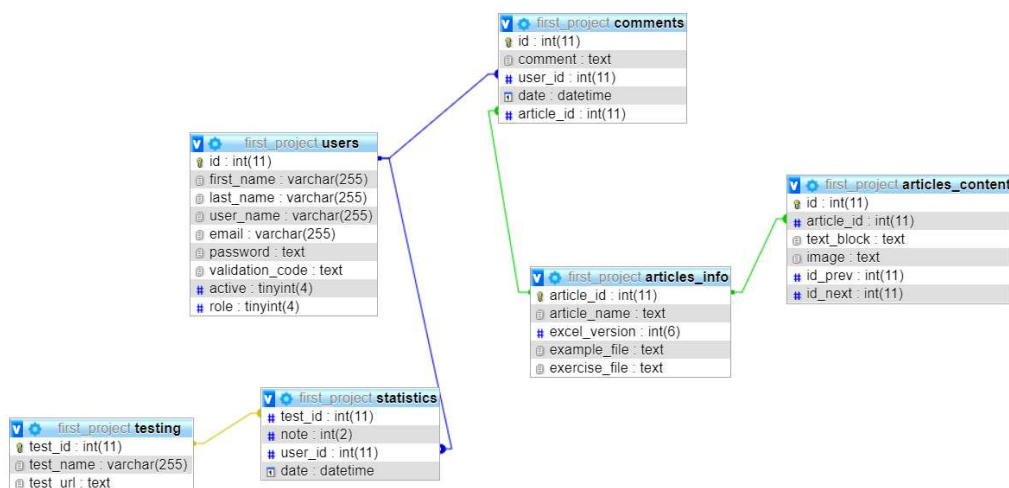 first_project comments
id : int(11)
comment : text
user_id : int(11)
date : datetime
article_id : int(11)
first_project users
id : int(11)
first_name : varchar(255)
last_name : varchar(255)
user_name : varchar(255)
email : varchar(255)
password : text
validation_code : text
active : tinyint(4)
role : tinyint(4)
first_project articles_content
id : int(11)
article_id : int(11)
text_block : text
image : text
id_prev : int(11)
id_next : int(11)
first_project articles_info
article_id : int(11)
article_name : text
excel_version : int(6)
example_file : text
exercise_file : text
first_project statistics
test_id : int(11)
note : int(2)
user_id : int(11)
date : datetime
first_project testing
test_id : int(11)
test_name : varchar(255)
test_url : text